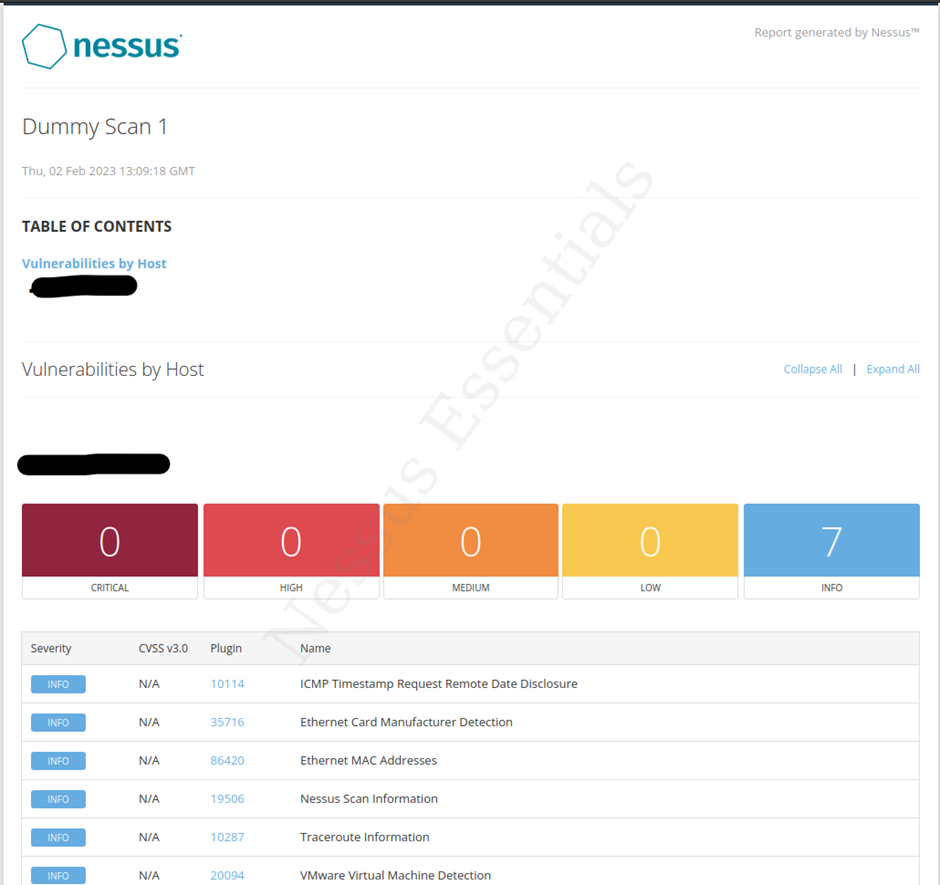 nessus
Report generated by Nessus™
Dummy Scan 1
Thu, 02 Feb 2023 13:09:18 GMT
TABLE OF CONTENTS
Vulnerabilities by Host
Vulnerabilities by Host
Collapse All | Expand All
0 0 0 0 7
CRITICAL HIGH MEDIUM LOW INFO
Severity CVSS v3.0 Plugin Name
INFO N/A 10114 ICMP Timestamp Request Remote Date Disclosure
INFO N/A 35716 Ethernet Card Manufacturer Detection
INFO N/A 86420 Ethernet MAC Addresses
INFO N/A 19506 Nessus Scan Information
INFO N/A 10287 Traceroute Information
INFO N/A 20094 VMware Virtual Machine Detection
Nessus Essentials